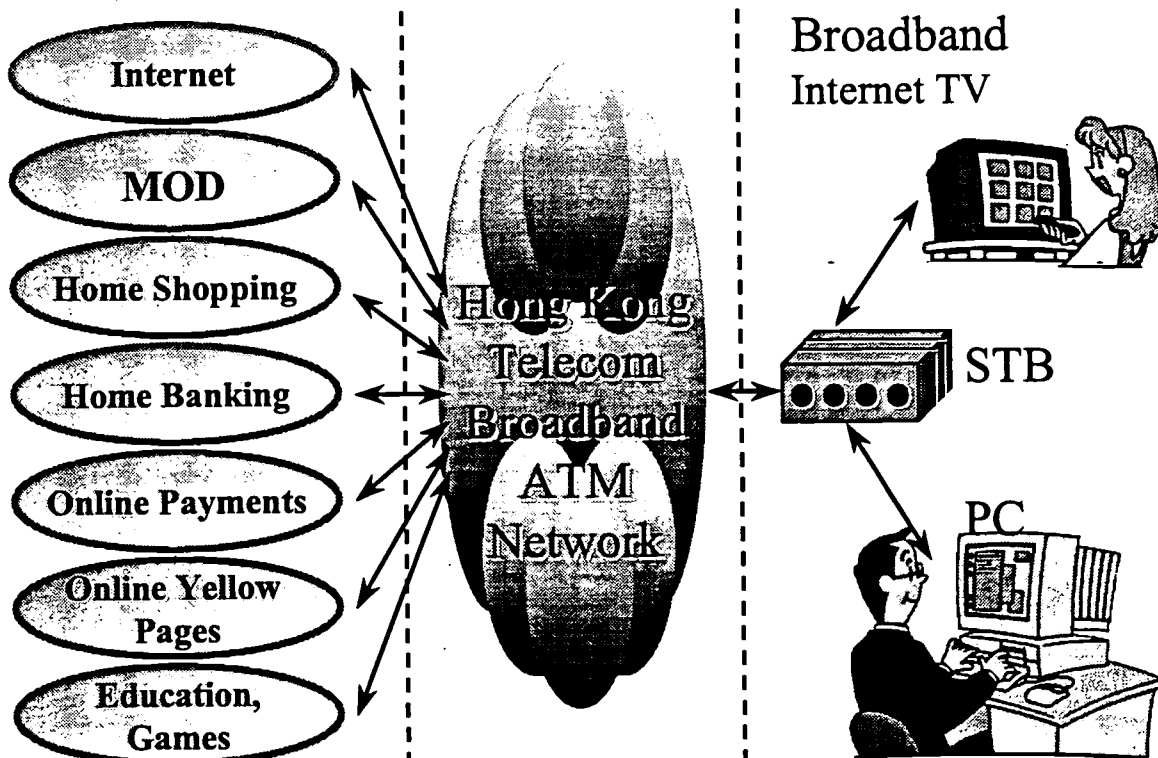 Internet
MOD
Home Shopping
Home Banking
Online Payments
Online Yellow
Pages
Education,
Games
Hong Kong
Telecom
Broadband
ATM
Network
Broadband
Internet TV
STB
PC